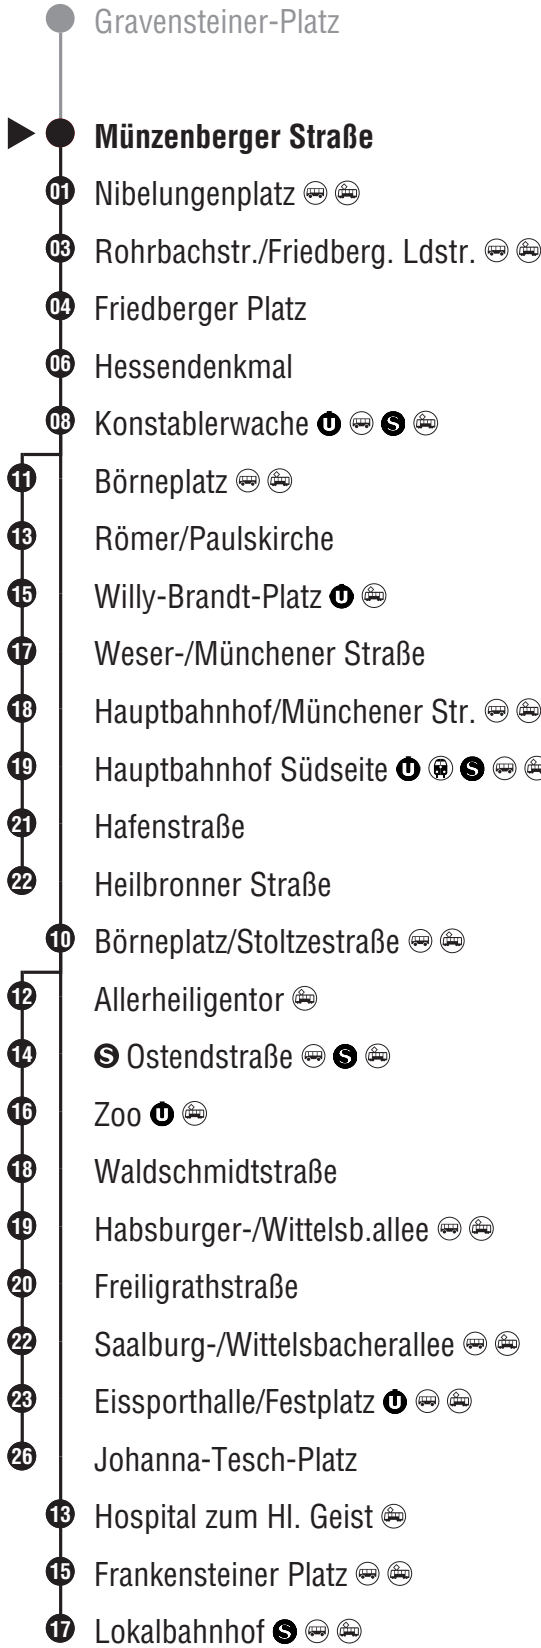 Gravensteiner-Platz
Münzenberger Straße
01 Nibelungenplatz
03 Rohrbachstr./Friedberg. Ldstr.
04 Friedberger Platz
06 Hessendenkmal
08 Konstablerwache U S
11 Börneplatz
13 Römer/Paulskirche
15 Willy-Brandt-Platz U
17 Weser-/Münchener Straße
18 Hauptbahnhof/Münchener Str.
19 Hauptbahnhof Südseite U S
21 Hafenstraße
22 Heilbronner Straße
10 Börneplatz/Stoltzestraße
12 Allerheiligentor
14 S Ostendstraße S
16 Zoo U
18 Waldschmidtstraße
19 Habsburger-/Wittelsb.allee
20 Freiligrathstraße
22 Saalburg-/Wittelsbacherallee
23 Eissporthalle/Festplatz U
26 Johanna-Tesch-Platz
13 Hospital zum Hl. Geist
15 Frankensteiner Platz
17 Lokalbahnhof S